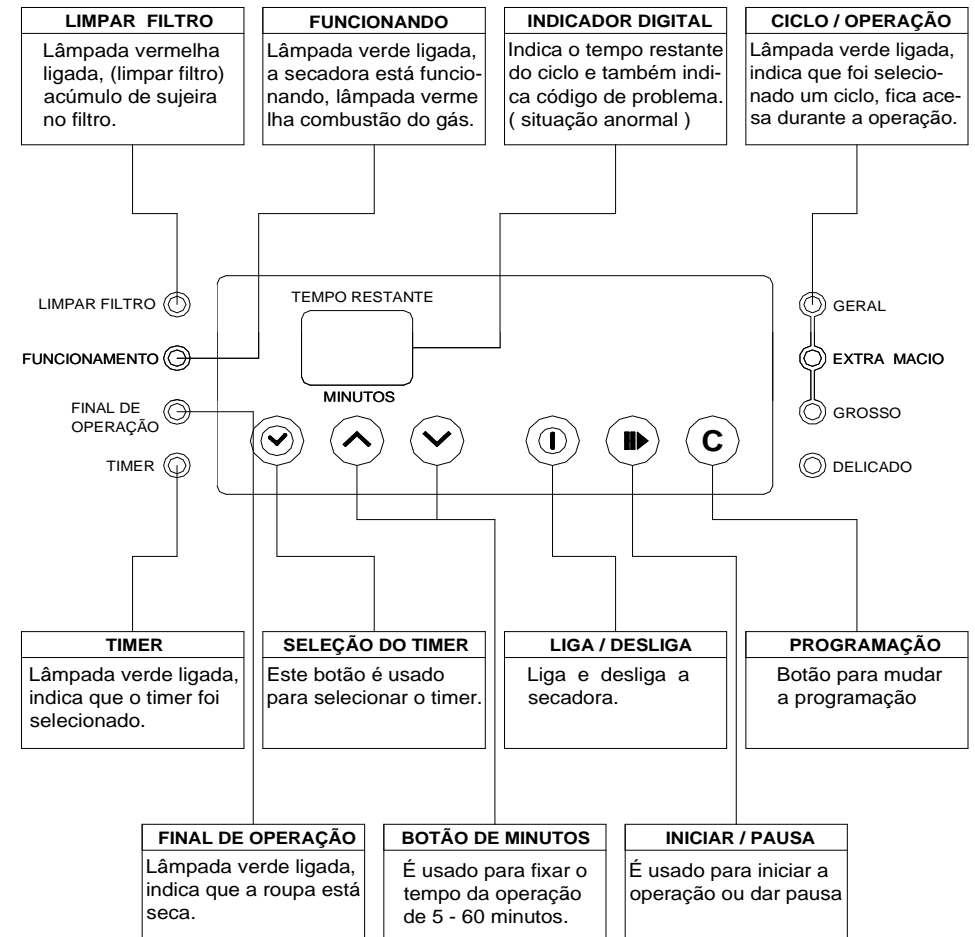 LIMPAR FILTRO
Lâmpada vermelha
ligada, (limpar filtro)
acúmulo de sujeira
no filtro.
FUNCIONANDO
Lâmpada verde ligada,
a secadora está funcio-
nando, lâmpada verme
lha combustão do gás.
INDICADOR DIGITAL
Indica o tempo restante
do ciclo e também indi-
ca código de problema.
( situação anormal )
CICLO / OPERAÇÃO
Lâmpada verde ligada,
indica que foi selecio-
nado um ciclo, fica ace-
sa durante a operação.
LIMPAR FILTRO
FUNCIONAMENTO
FINAL DE
OPERAÇÃO
TIMER
TEMPO RESTANTE
MINUTOS
C
GERAL
EXTRA MACIO
GROSSO
DELICADO
TIMER
Lâmpada verde ligada,
indica que o timer foi
selecionado.
SELEÇÃO DO TIMER
Este botão é usado
para selecionar o timer.
LIGA / DESLIGA
Liga e desliga a
secadora.
PROGRAMAÇÃO
Botão para mudar
a programação
FINAL DE OPERAÇÃO
Lâmpada verde ligada,
indica que a roupa está
seca.
BOTÃO DE MINUTOS
É usado para fixar o
tempo da operação
de 5 - 60 minutos.
INICIAR / PAUSA
É usado para iniciar a
operação ou dar pausa